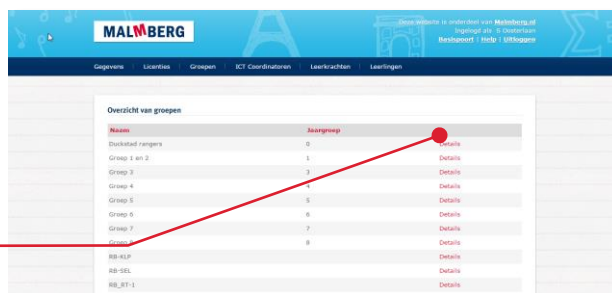 MALMBERG
Deze website is onderdeel van Malmberg.nl
Ingelogd als S Oosterlaan
Basispoort | Help | Uitloggen
Gegevens Licenties Groepen ICT Coordinatoren Leerkrachten Leerlingen
Overzicht van groepen
Naam Jaargroep
Duckstad rangers 0 Details
Groep 1 en 2 1 Details
Groep 3 3 Details
Groep 4 4 Details
Groep 5 5 Details
Groep 6 6 Details
Groep 7 7 Details
Groep 8 8 Details
RB-KLP Details
RB-SEL Details
RB_RT-1 Details